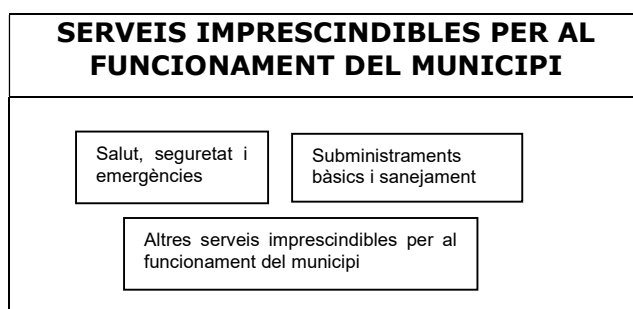 SERVEIS IMPRESCINDIBLES PER AL
FUNCIONAMENT DEL MUNICIPI
Salut, seguretat i
emergències
Subministraments
bàsics i sanejament
Altres serveis imprescindibles per al
funcionament del municipi